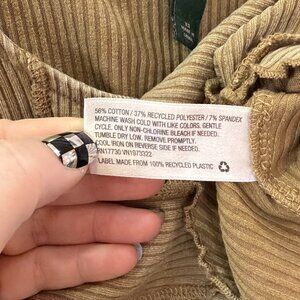 56% COTTON / 37% RECYCLED POLYESTER / 7% SPANDEX
MACHINE WASH COLD WITH LIKE COLORS, GENTLE
CYCLE. ONLY NON-CHLORINE BLEACH IF NEEDED.
TUMBLE DRY LOW. REMOVE PROMPTLY.
COOL IRON ON REVERSE SIDE IF NEEDED.
RN17730 VN1973322
LABEL MADE FROM 100% RECYCLED PLASTIC